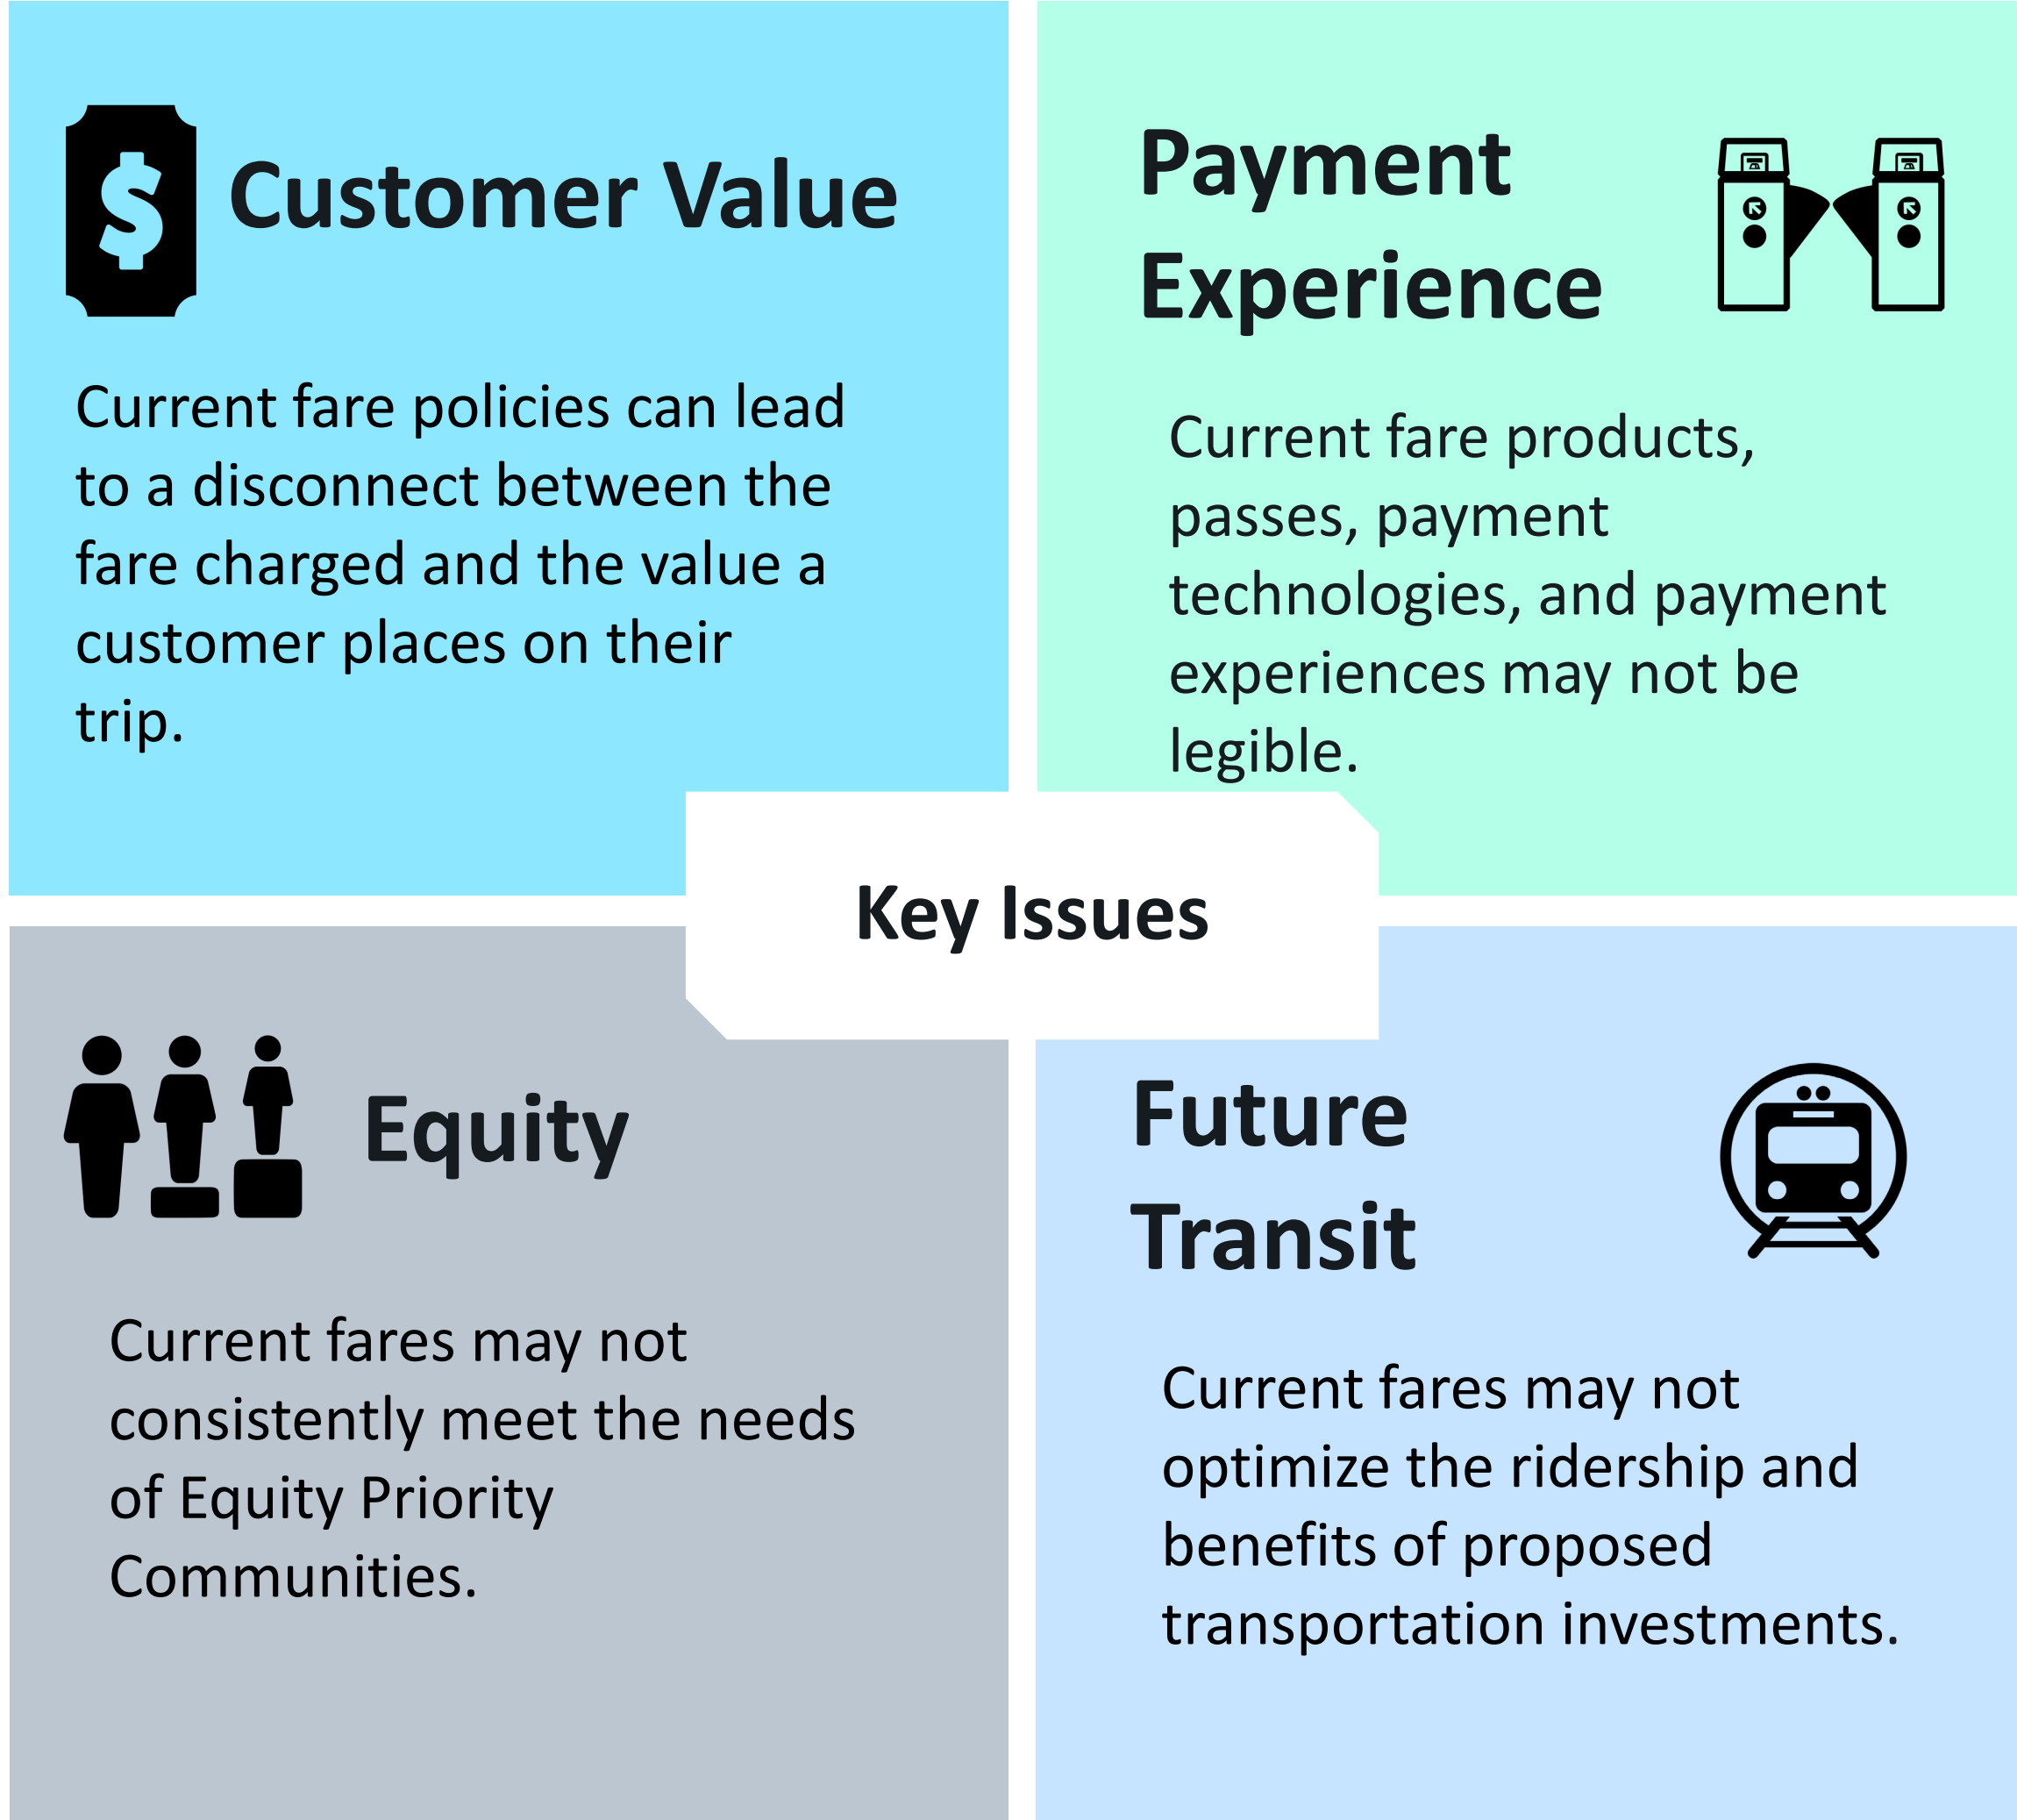 Customer Value
Current fare policies can lead
to a disconnect between the
fare charged and the value a
customer places on their
trip.
Payment
Experience
Current fare products,
passes, payment
technologies, and payment
experiences may not be
legible.
Key Issues
Equity
Current fares may not
consistently meet the needs
of Equity Priority
Communities.
Future
Transit
Current fares may not
optimize the ridership and
benefits of proposed
transportation investments.